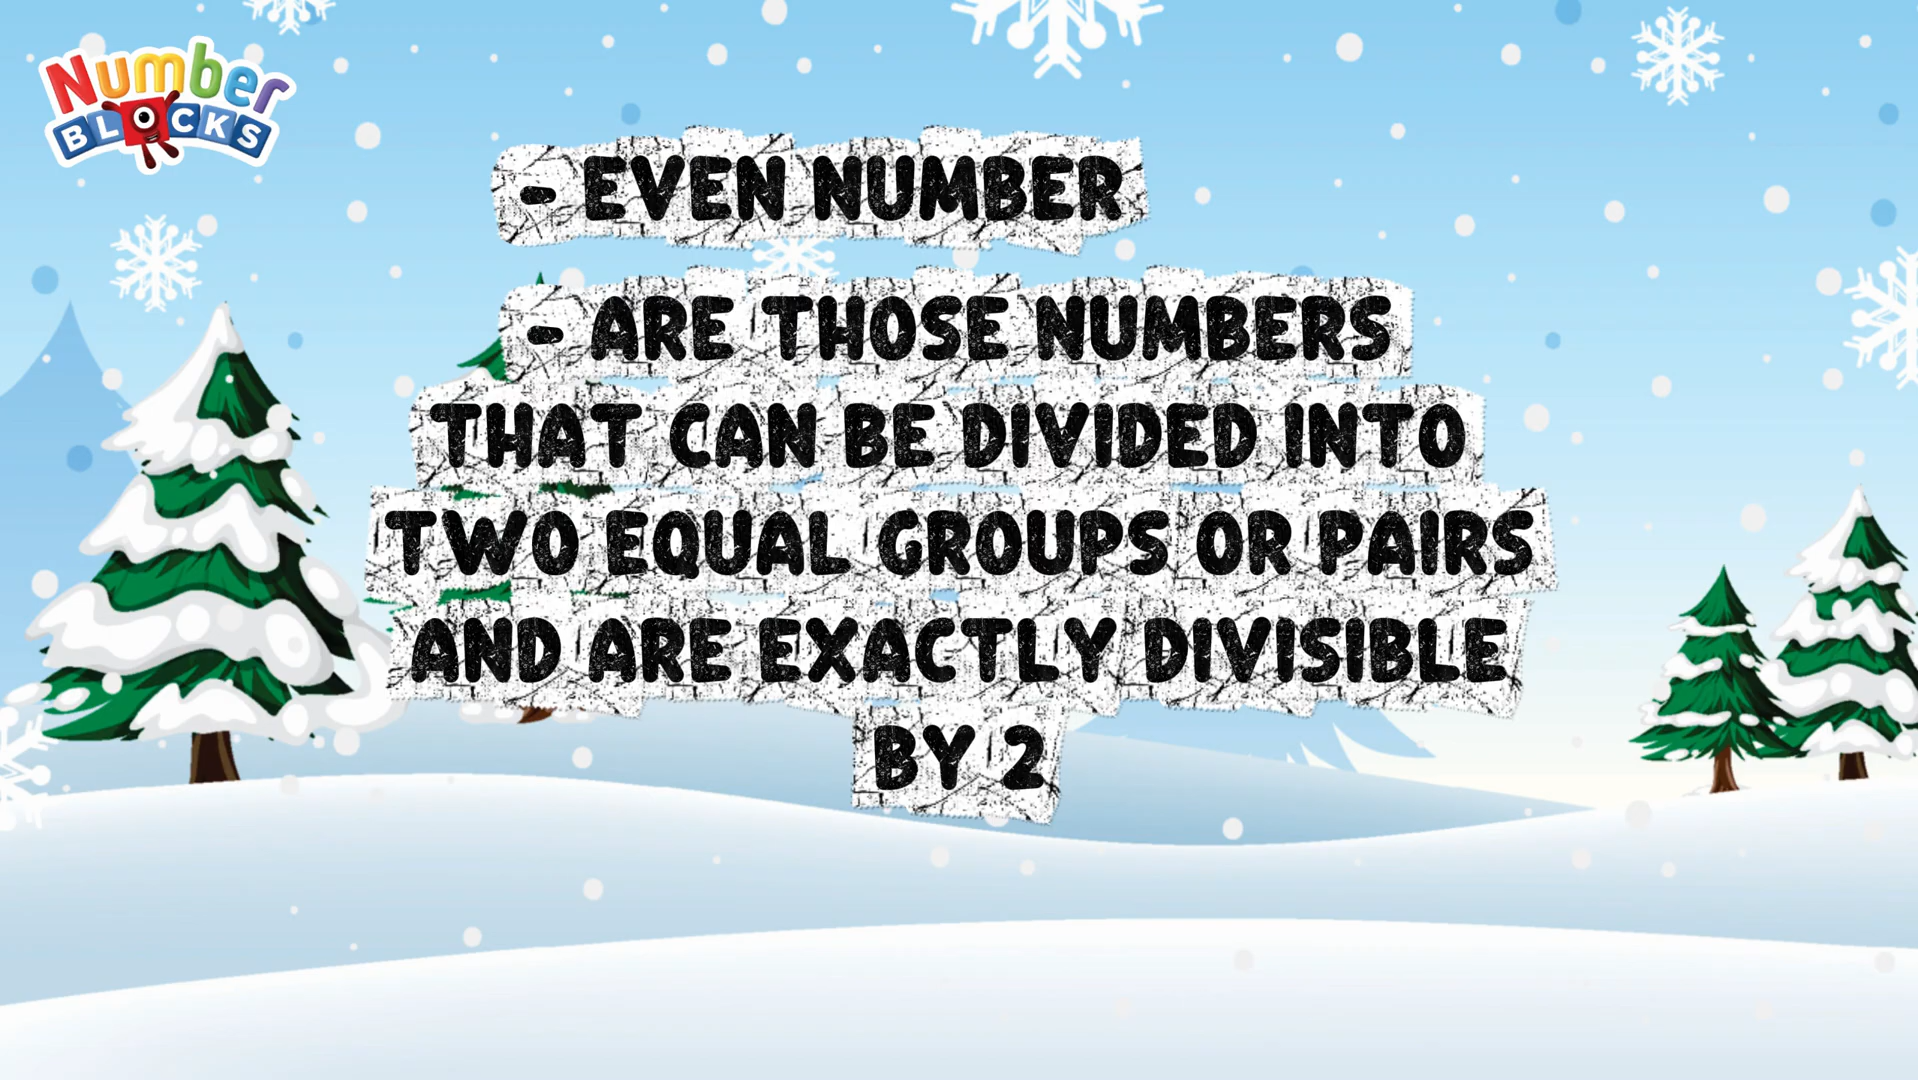 Number
BLOCKS
- EVEN NUMBER
- ARE THOSE NUMBERS
THAT CAN BE DIVIDED INTO
TWO EQUAL GROUPS OR PAIRS
AND ARE EXACTLY DIVISIBLE
BY 2